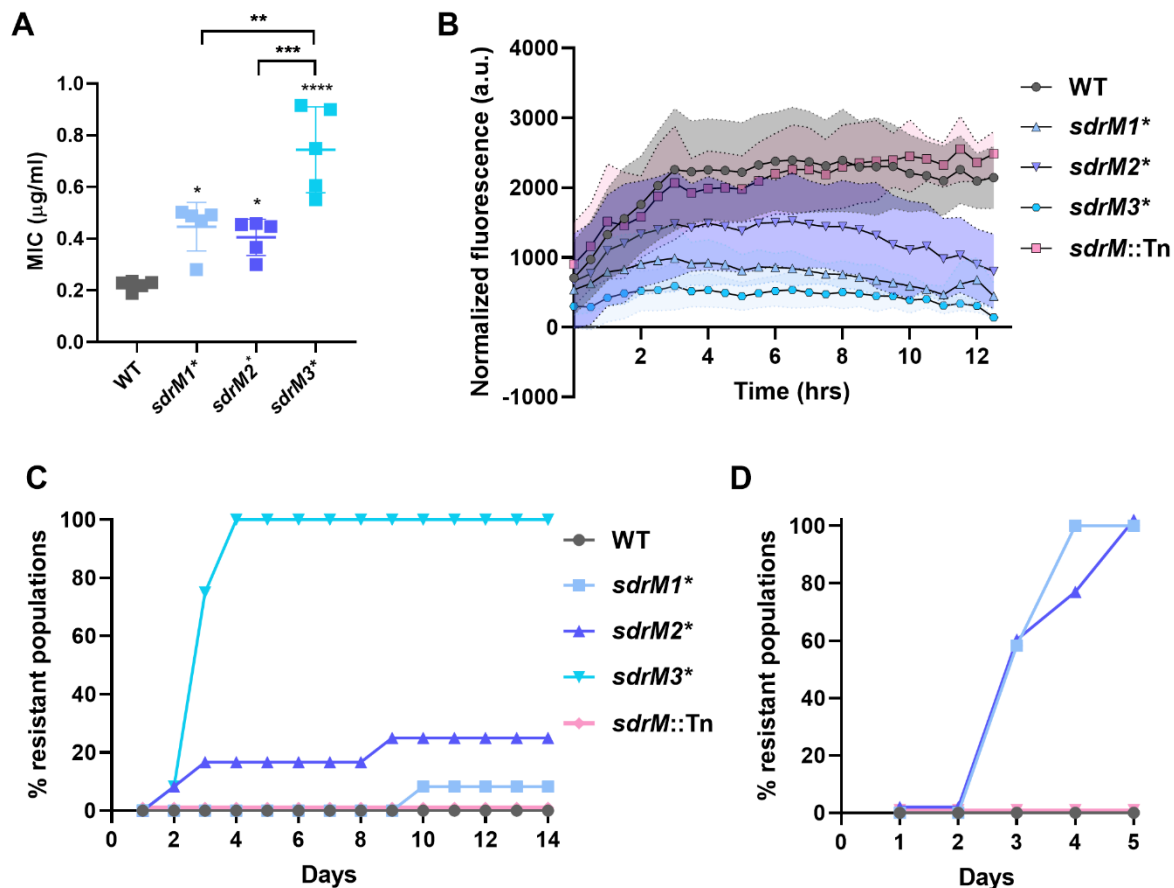 A
**
***
****
*
*
MIC (µg/ml)
1.0
0.8
0.6
0.4
0.2
0.0
WT
sdrM1*
sdrM2*
sdrM3*
B
Normalized fluorescence (a.u.)
4000
3000
2000
1000
0
-1000
2 4 6 8 10 12
Time (hrs)
WT
sdrM1*
sdrM2*
sdrM3*
sdrM::Tn
C
% resistant populations
100
80
60
40
20
0
0 2 4 6 8 10 12 14
Days
WT
sdrM1*
sdrM2*
sdrM3*
sdrM::Tn
D
% resistant populations
100
80
60
40
20
0
0 1 2 3 4 5
Days